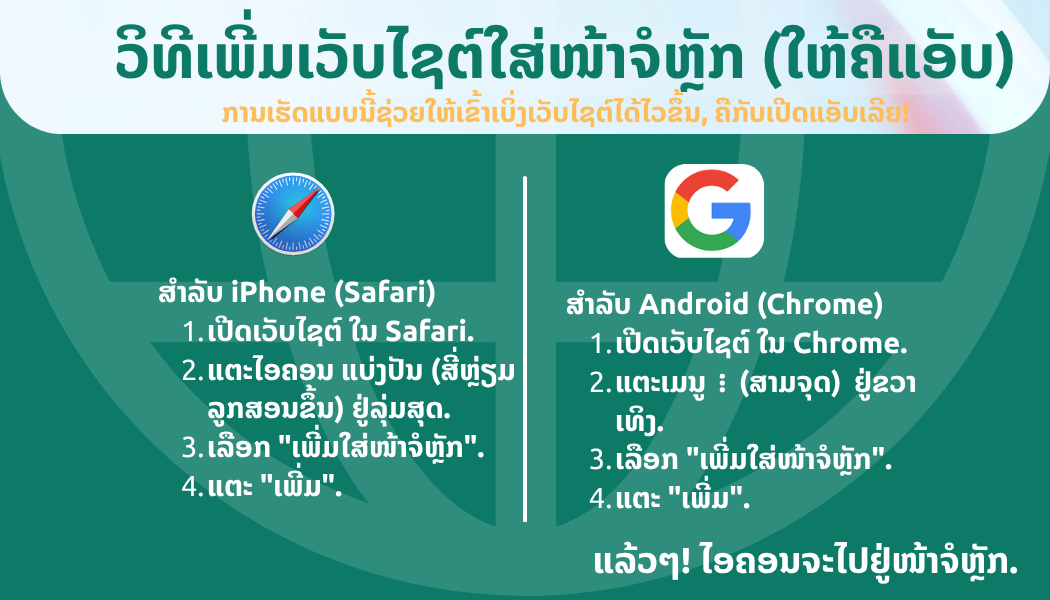 ວິທີເພີ່ມເວັບໄຊຕ໌ໃສ່ໜ້າຈໍຫຼັກ (ໃຫ້ຄືແອັບ)
ການເຮັດແບບນີ້ຊ່ວຍໃຫ້ເຂົ້າເບິ່ງເວັບໄຊຕ໌ໄດ້ໄວຂຶ້ນ, ຄືກັບເປີດແອັບເລີຍ!
ສຳລັບ iPhone (Safari)
1. ເປີດເວັບໄຊຕ໌ ໃນ Safari.
2. ແຕະໄອຄອນ ແບ່ງປັນ (ສີ່ຫຼ່ຽມ
ລູກສອນຂຶ້ນ) ຢູ່ລຸ່ມສຸດ.
3. ເລືອກ "ເພີ່ມໃສ່ໜ້າຈໍຫຼັກ".
4. ແຕະ "ເພີ່ມ".
ສຳລັບ Android (Chrome)
1. ເປີດເວັບໄຊຕ໌ ໃນ Chrome.
2. ແຕະເມນູ ⋮ (ສາມຈຸດ) ຢູ່ຂວາ
ເທິງ.
3. ເລືອກ "ເພີ່ມໃສ່ໜ້າຈໍຫຼັກ".
4. ແຕະ "ເພີ່ມ".
ແລ້ວໆ! ໄອຄອນຈະໄປຢູ່ໜ້າຈໍຫຼັກ.